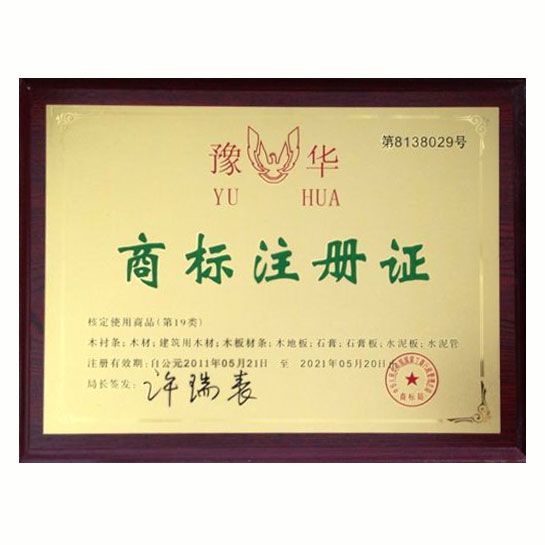 第8138029号
豫 华
YU HUA
商标注册证
核定使用商品(第19类)
木衬条;木材;建筑用木材;木板材条;木地板;石膏;石膏板;水泥板;水泥管
注册有效期:自公元2011年05月21日 至 2021年05月20日止
局长签发: 许瑞表
商标局